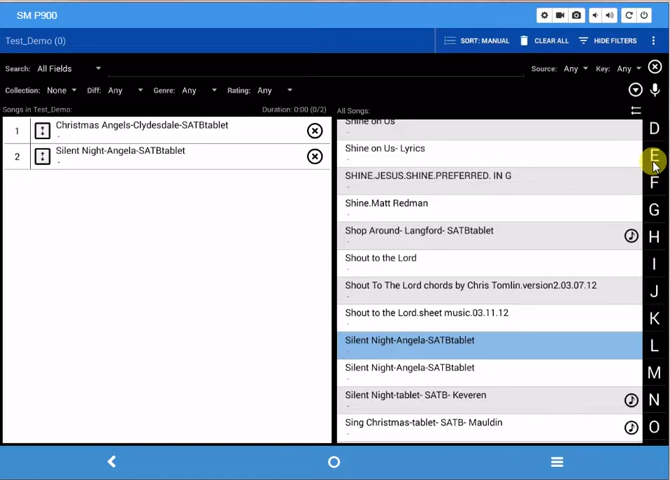 SM P900
Test_Demo (0)
SORT: MANUAL
CLEAR ALL
HIDE FILTERS
Search: All Fields
Source: Any
Key: Any
Collection: None
Diff: Any
Genre: Any
Rating: Any
Songs in Test_Demo:
Duration: 0:00 (0/2)
1
Christmas Angels-Clydesdale-SATBtablet
2
Silent Night-Angela-SATBtablet
All Songs:
Shine on Us
Shine on Us- Lyrics
SHINE.JESUS.SHINE.PREFERRED. IN G
Shine.Matt Redman
Shop Around- Langford- SATBtablet
Shout to the Lord
Shout To The Lord chords by Chris Tomlin.version2.03.07.12
Shout to the Lord.sheet music.03.11.12
Silent Night-Angela-SATBtablet
Silent Night-Angela-SATBtablet
Silent Night-tablet- SATB- Keveren
Sing Christmas-tablet- SATB- Mauldin
D
E
F
G
H
I
J
K
L
M
N
O